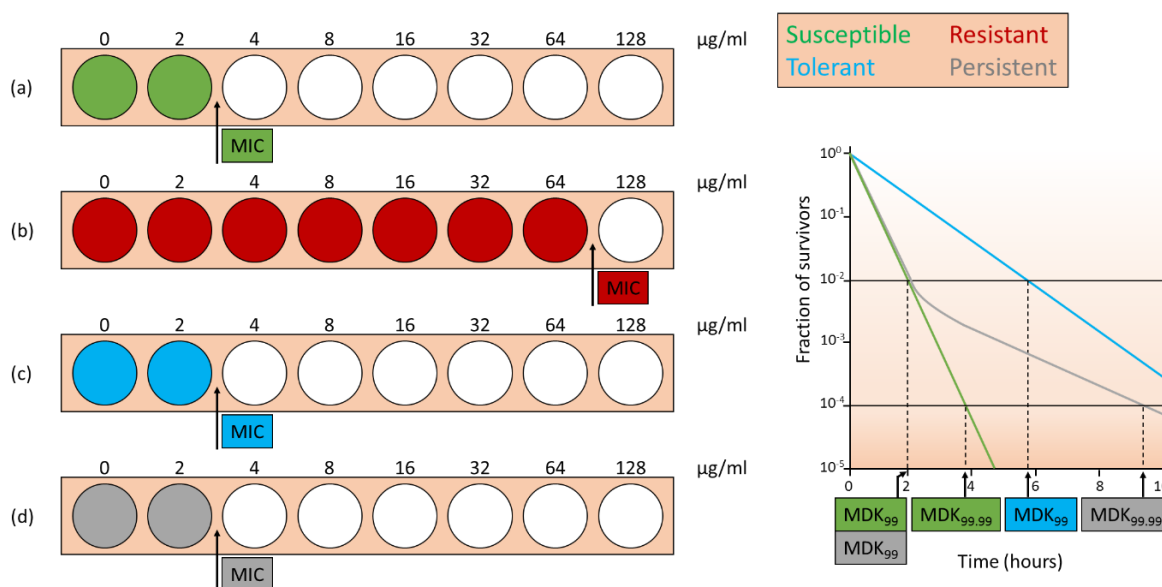 0 2 4 8 16 32 64 128 µg/ml
(a)
MIC
0 2 4 8 16 32 64 128 µg/ml
(b)
MIC
0 2 4 8 16 32 64 128 µg/ml
(c)
MIC
0 2 4 8 16 32 64 128 µg/ml
(d)
MIC
Susceptible Resistant
Tolerant Persistent
Fraction of survivors
10⁰
10⁻¹
10⁻²
10⁻³
10⁻⁴
10⁻⁵
0 2 4 6 8 10
MDK₉₉ MDK₉₉.₉₉ MDK₉₉ MDK₉₉.₉₉
MDK₉₉
Time (hours)